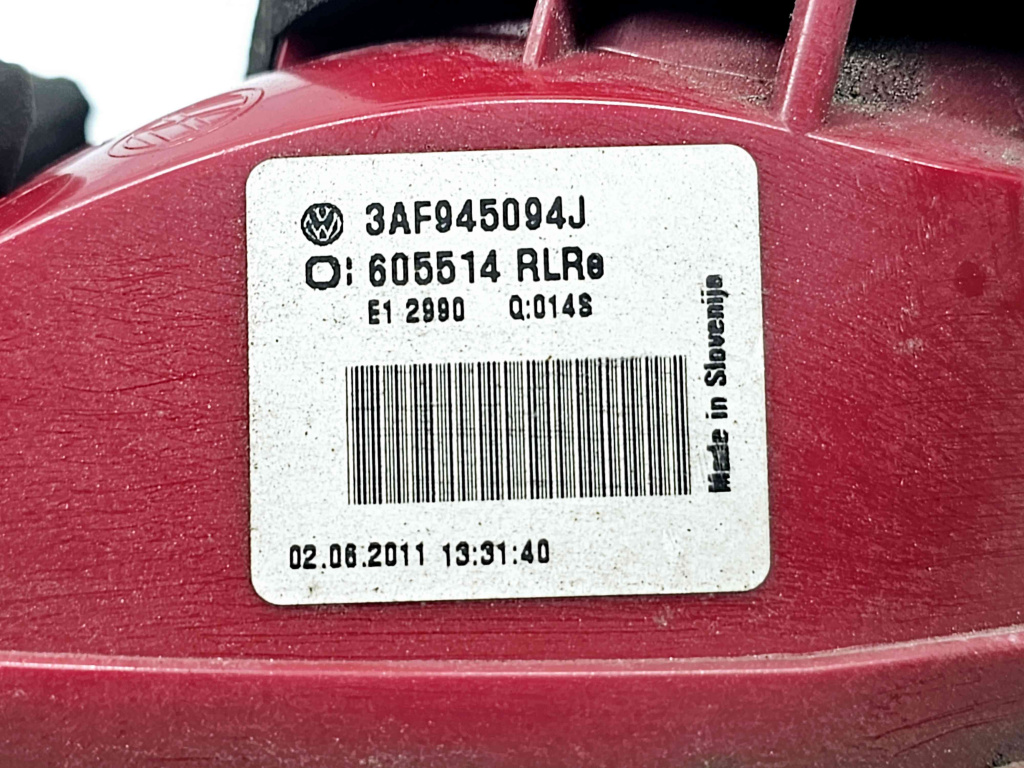 3AF945094J
605514 RLRe
E1 2990 Q:014S
Made in Slovenija
02.06.2011 13:31:40